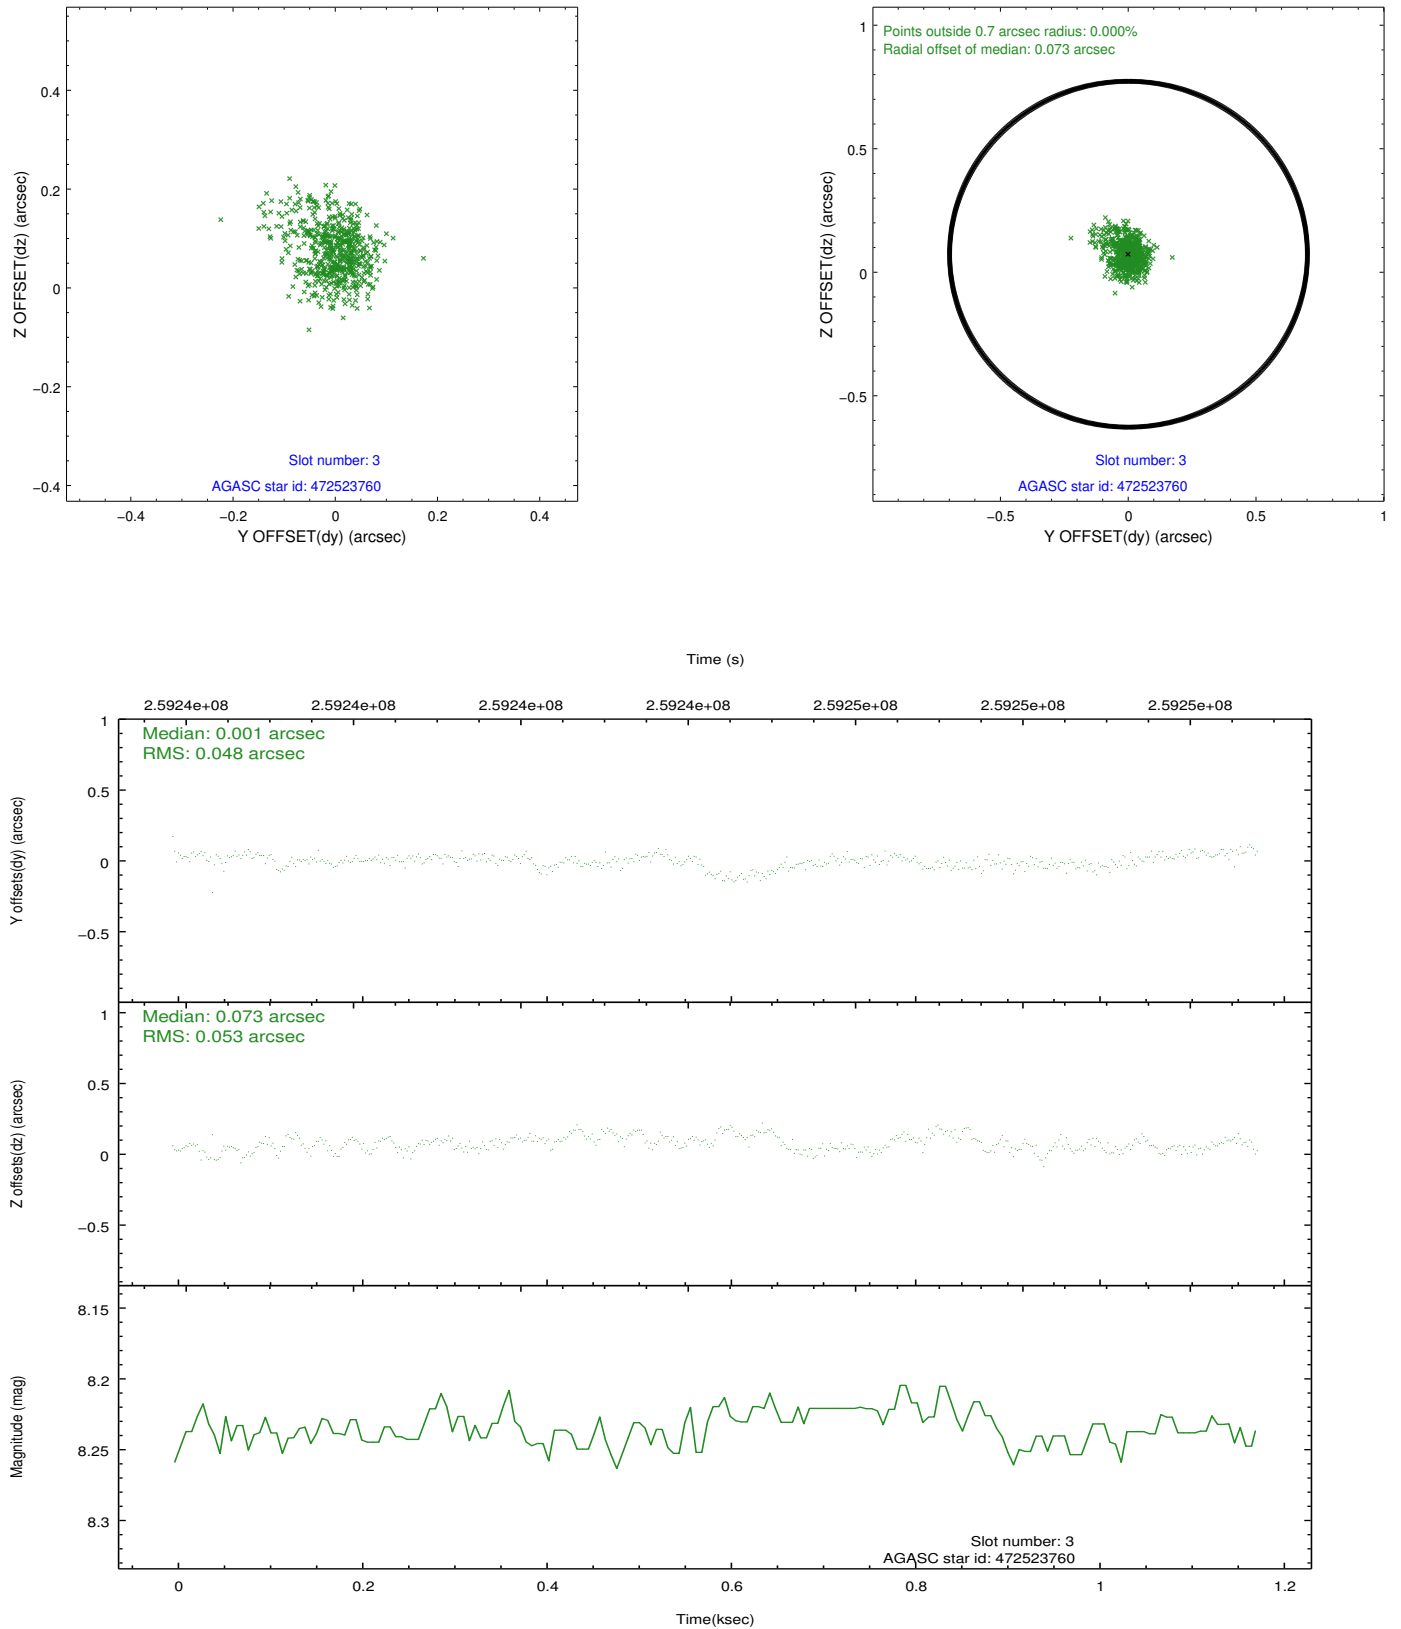 0.4
0.2
0
−0.2
−0.4
Z OFFSET(dz) (arcsec)
Slot number: 3
AGASC star id: 472523760
−0.4 −0.2 0 0.2 0.4
Y OFFSET(dy) (arcsec)
Points outside 0.7 arcsec radius: 0.000%
Radial offset of median: 0.073 arcsec
1
0.5
0
−0.5
Z OFFSET(dz) (arcsec)
Slot number: 3
AGASC star id: 472523760
−0.5 0 0.5 1
Y OFFSET(dy) (arcsec)
Time (s)
2.5924e+08 2.5924e+08 2.5924e+08 2.5924e+08 2.5925e+08 2.5925e+08 2.5925e+08
Median: 0.001 arcsec
RMS: 0.048 arcsec
1
0.5
0
−0.5
Y offsets(dy) (arcsec)
Median: 0.073 arcsec
RMS: 0.053 arcsec
1
0.5
0
−0.5
Z offsets(dz) (arcsec)
8.15
8.2
8.25
8.3
Magnitude (mag)
Slot number: 3
AGASC star id: 472523760
0 0.2 0.4 0.6 0.8 1 1.2
Time(ksec)